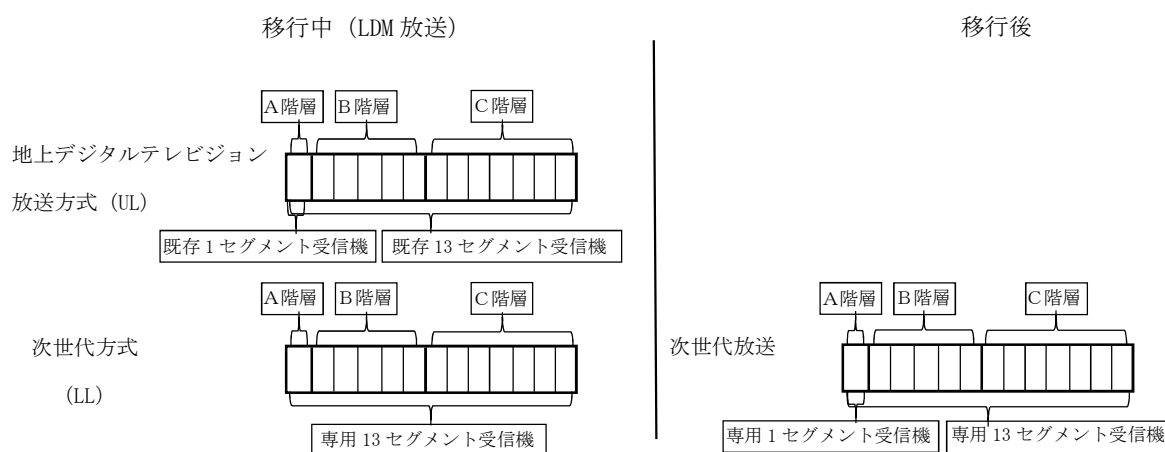 移行中（LDM 放送）
移行後
A階層 B階層 C階層
地上デジタルテレビジョン
放送方式（UL）
既存 1 セグメント受信機 既存 13 セグメント受信機
A階層 B階層 C階層
次世代方式
（LL）
専用 13 セグメント受信機
A階層 B階層 C階層
次世代放送
専用 1 セグメント受信機 専用 13 セグメント受信機